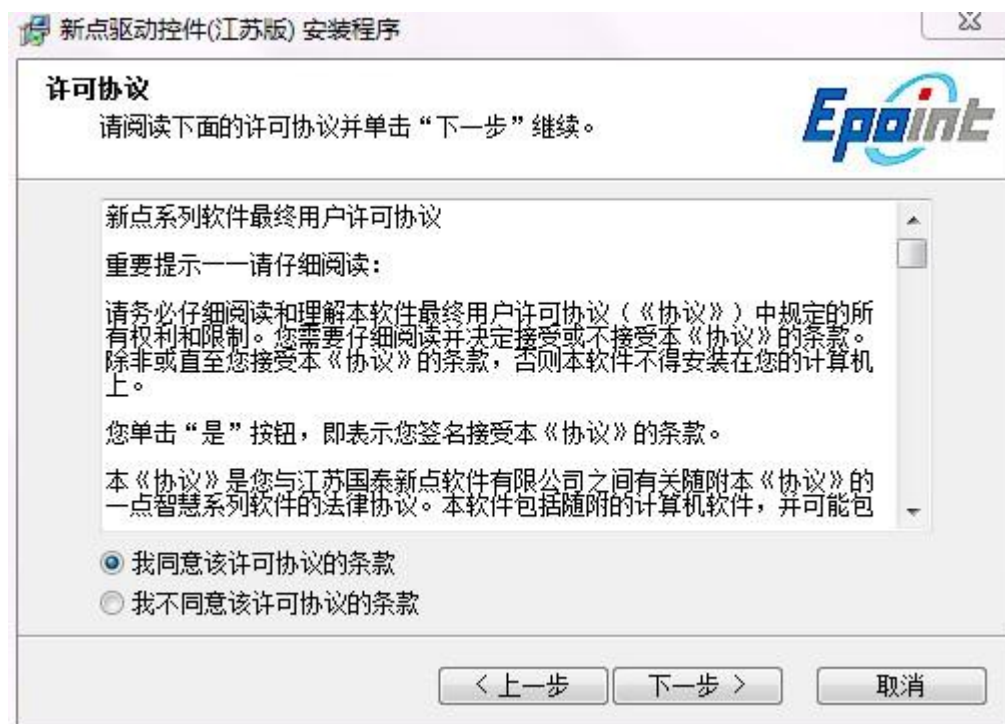 新点驱动控件(江苏版) 安装程序
许可协议
请阅读下面的许可协议并单击“下一步”继续。
Epoint
新点系列软件最终用户许可协议
重要提示——请仔细阅读：
请务必仔细阅读和理解本软件最终用户许可协议（《协议》）中规定的所
有权利和限制。您需要仔细阅读并决定接受或不接受本《协议》的条款。
除非或直至您接受本《协议》的条款，否则本软件不得安装在您的计算机
上。
您单击“是”按钮，即表示您签名接受本《协议》的条款。
本《协议》是您与江苏国泰新点软件有限公司之间有关随附本《协议》的
一点智慧系列软件的法律协议。本软件包括随附的计算机软件，并可能包
我同意该许可协议的条款
我不同意该许可协议的条款
< 上一步
下一步 >
取消